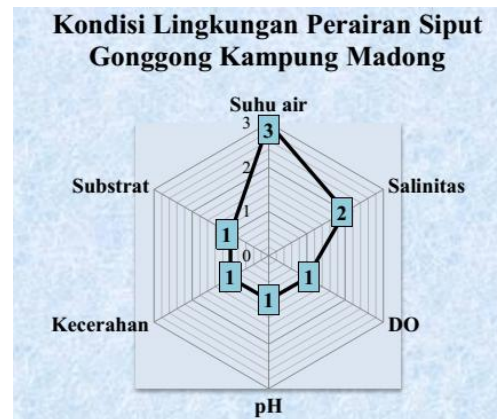 Kondisi Lingkungan Perairan Siput
Gonggong Kampung Madong
Suhu air
3
3
2
Substrat
Salinitas
2
1
1
0
1
1
1
Kecerahan
DO
pH